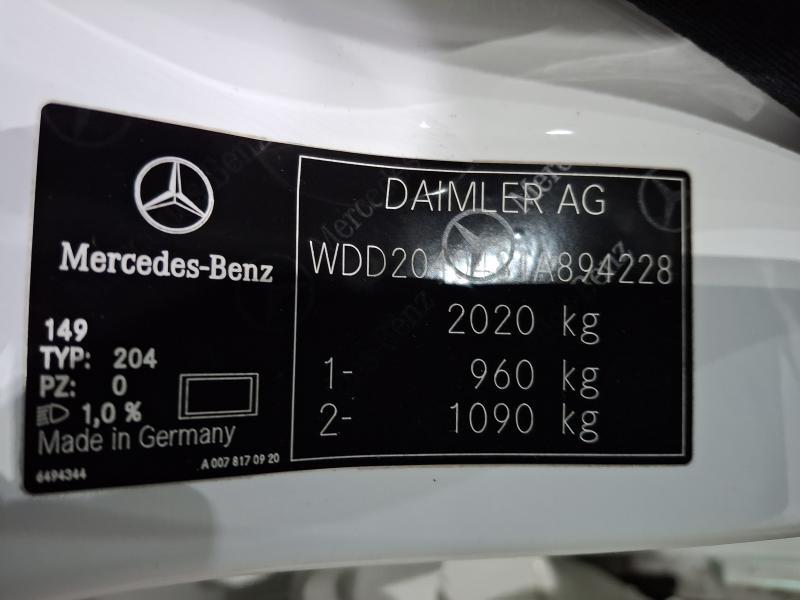 Mercedes-Benz
149
TYP: 204
PZ: 0
1,0 %
Made in Germany
6494344
A 007 817 09 20
DAIMLER AG
2020 kg
1- 960 kg
2- 1090 kg